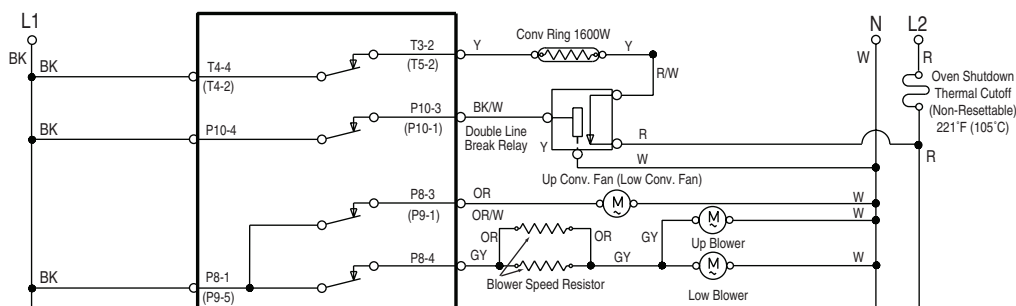 L1
N
L2
BK
BK
T4-4
(T4-2)
T3-2
(T5-2)
Y
Conv Ring 1600W
Y
R/W
W
R
Oven Shutdown
Thermal Cutoff
(Non-Resettable)
221˚F (105˚C)
BK
P10-4
P10-3
(P10-1)
BK/W
Double Line
Break Relay
Y
R
W
R
Up Conv. Fan (Low Conv. Fan)
P8-3
(P9-1)
OR
OR/W
M
~
W
W
OR
OR
GY
M
~
Up Blower
BK
P8-1
(P9-5)
P8-4
GY
GY
Blower Speed Resistor
M
~
Low Blower
W